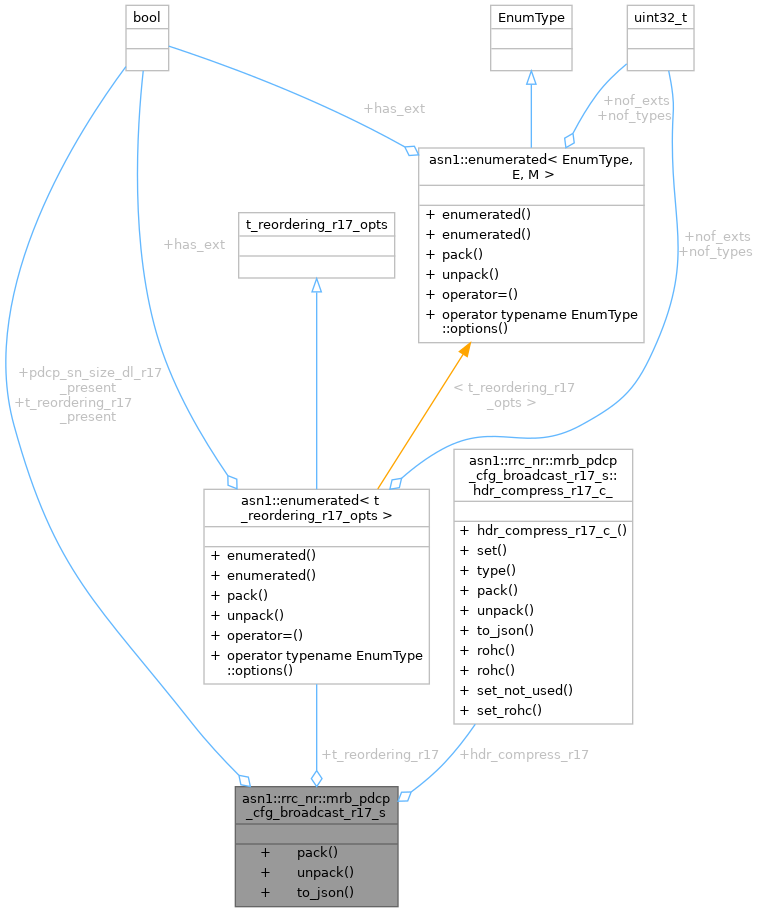 bool
EnumType
uint32_t
+has_ext
+nof_exts
+nof_types
asn1::enumerated< EnumType,
E, M >
+ enumerated()
+ enumerated()
+ pack()
+ unpack()
+ operator=()
+ operator typename EnumType
::options()
t_reordering_r17_opts
+has_ext
+nof_exts
+nof_types
+pdcp_sn_size_dl_r17
_present
+t_reordering_r17
_present
< t_reordering_r17
_opts >
asn1::rrc_nr::mrb_pdcp
_cfg_broadcast_r17_s::
hdr_compress_r17_c_
+ hdr_compress_r17_c_()
+ set()
+ type()
+ pack()
+ unpack()
+ to_json()
+ rohc()
+ rohc()
+ set_not_used()
+ set_rohc()
asn1::enumerated< t
_reordering_r17_opts >
+ enumerated()
+ enumerated()
+ pack()
+ unpack()
+ operator=()
+ operator typename EnumType
::options()
+t_reordering_r17
+hdr_compress_r17
asn1::rrc_nr::mrb_pdcp
_cfg_broadcast_r17_s
+ pack()
+ unpack()
+ to_json()